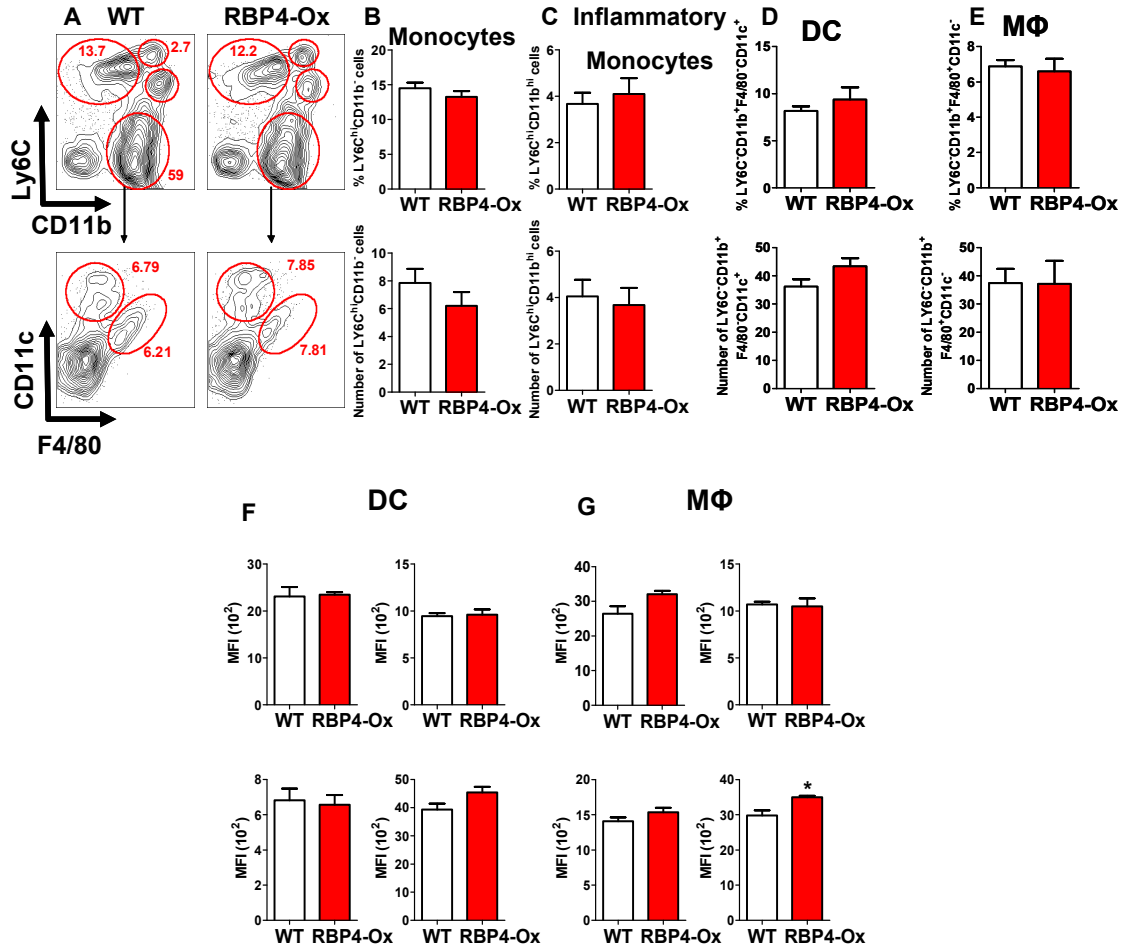 A WT RBP4-Ox
13.7 2.7
12.2
59
Ly6C
CD11b
6.79
6.21
7.85
7.81
CD11c
F4/80
B
Monocytes
% LY6C^hi CD11b^- cells
20
15
10
5
0
WT RBP4-Ox
Number of LY6C^hi CD11b^- cells
10
8
6
4
2
0
WT RBP4-Ox
C Inflammatory
Monocytes
% LY6C^hi CD11b^hi cells
6
4
2
0
WT RBP4-Ox
Number of LY6C^hi CD11b^hi cells
6
4
2
0
WT RBP4-Ox
D
DC
% LY6C^-CD11b^+F4/80^-CD11c^+
15
10
5
0
WT RBP4-Ox
Number of LY6C^-CD11b^+
F4/80^-CD11c^+
50
40
30
20
10
0
WT RBP4-Ox
E
MΦ
% LY6C^-CD11b^+F4/80^+CD11c^-
8
6
4
2
0
WT RBP4-Ox
Number of LY6C^-CD11b^+
F4/80^+CD11c^-
50
40
30
20
10
0
WT RBP4-Ox
F
DC
MFI (10^2)
30
20
10
0
WT RBP4-Ox
MFI (10^2)
15
10
5
0
WT RBP4-Ox
MFI (10^2)
8
6
4
2
0
WT RBP4-Ox
MFI (10^2)
50
40
30
20
10
0
WT RBP4-Ox
G
MΦ
MFI (10^2)
40
30
20
10
0
WT RBP4-Ox
MFI (10^2)
15
10
5
0
WT RBP4-Ox
MFI (10^2)
20
15
10
5
0
WT RBP4-Ox
MFI (10^2)
40
30
20
10
0
*
WT RBP4-Ox